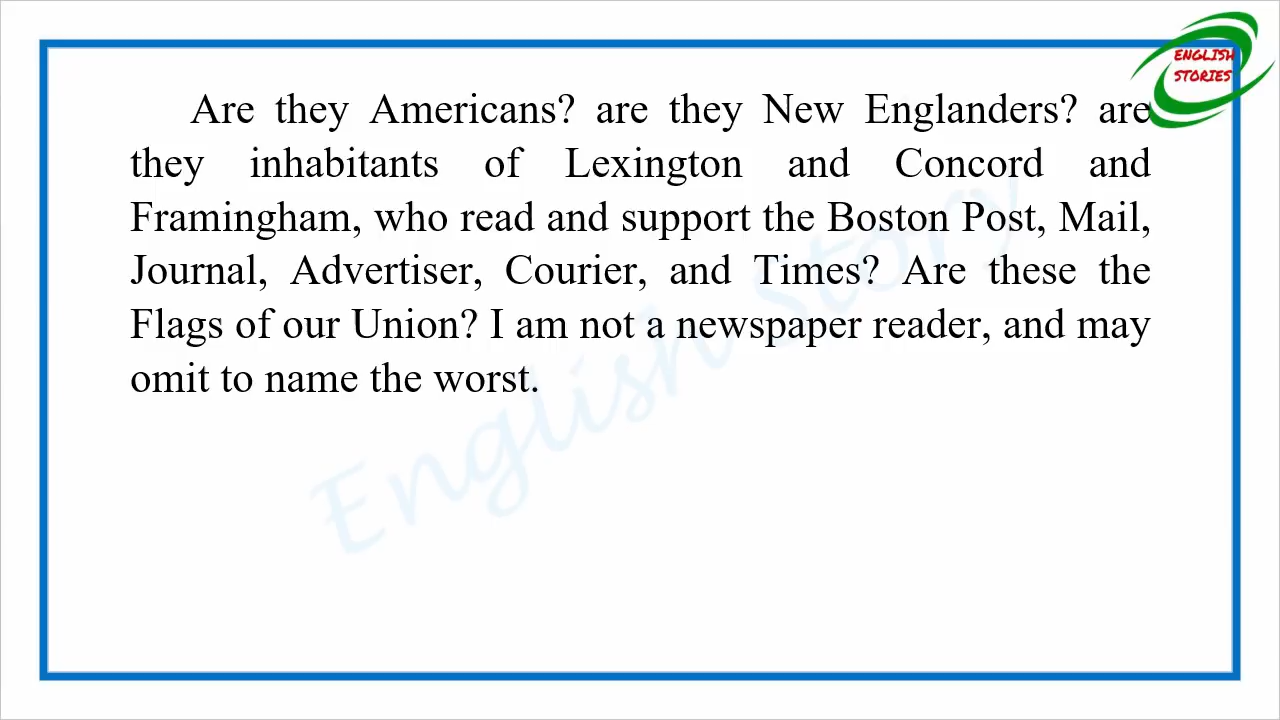 ENGLISH
STORIES
Are they Americans? are they New Englanders? are
they inhabitants of Lexington and Concord and
Framingham, who read and support the Boston Post, Mail,
Journal, Advertiser, Courier, and Times? Are these the
Flags of our Union? I am not a newspaper reader, and may
omit to name the worst.
English Story